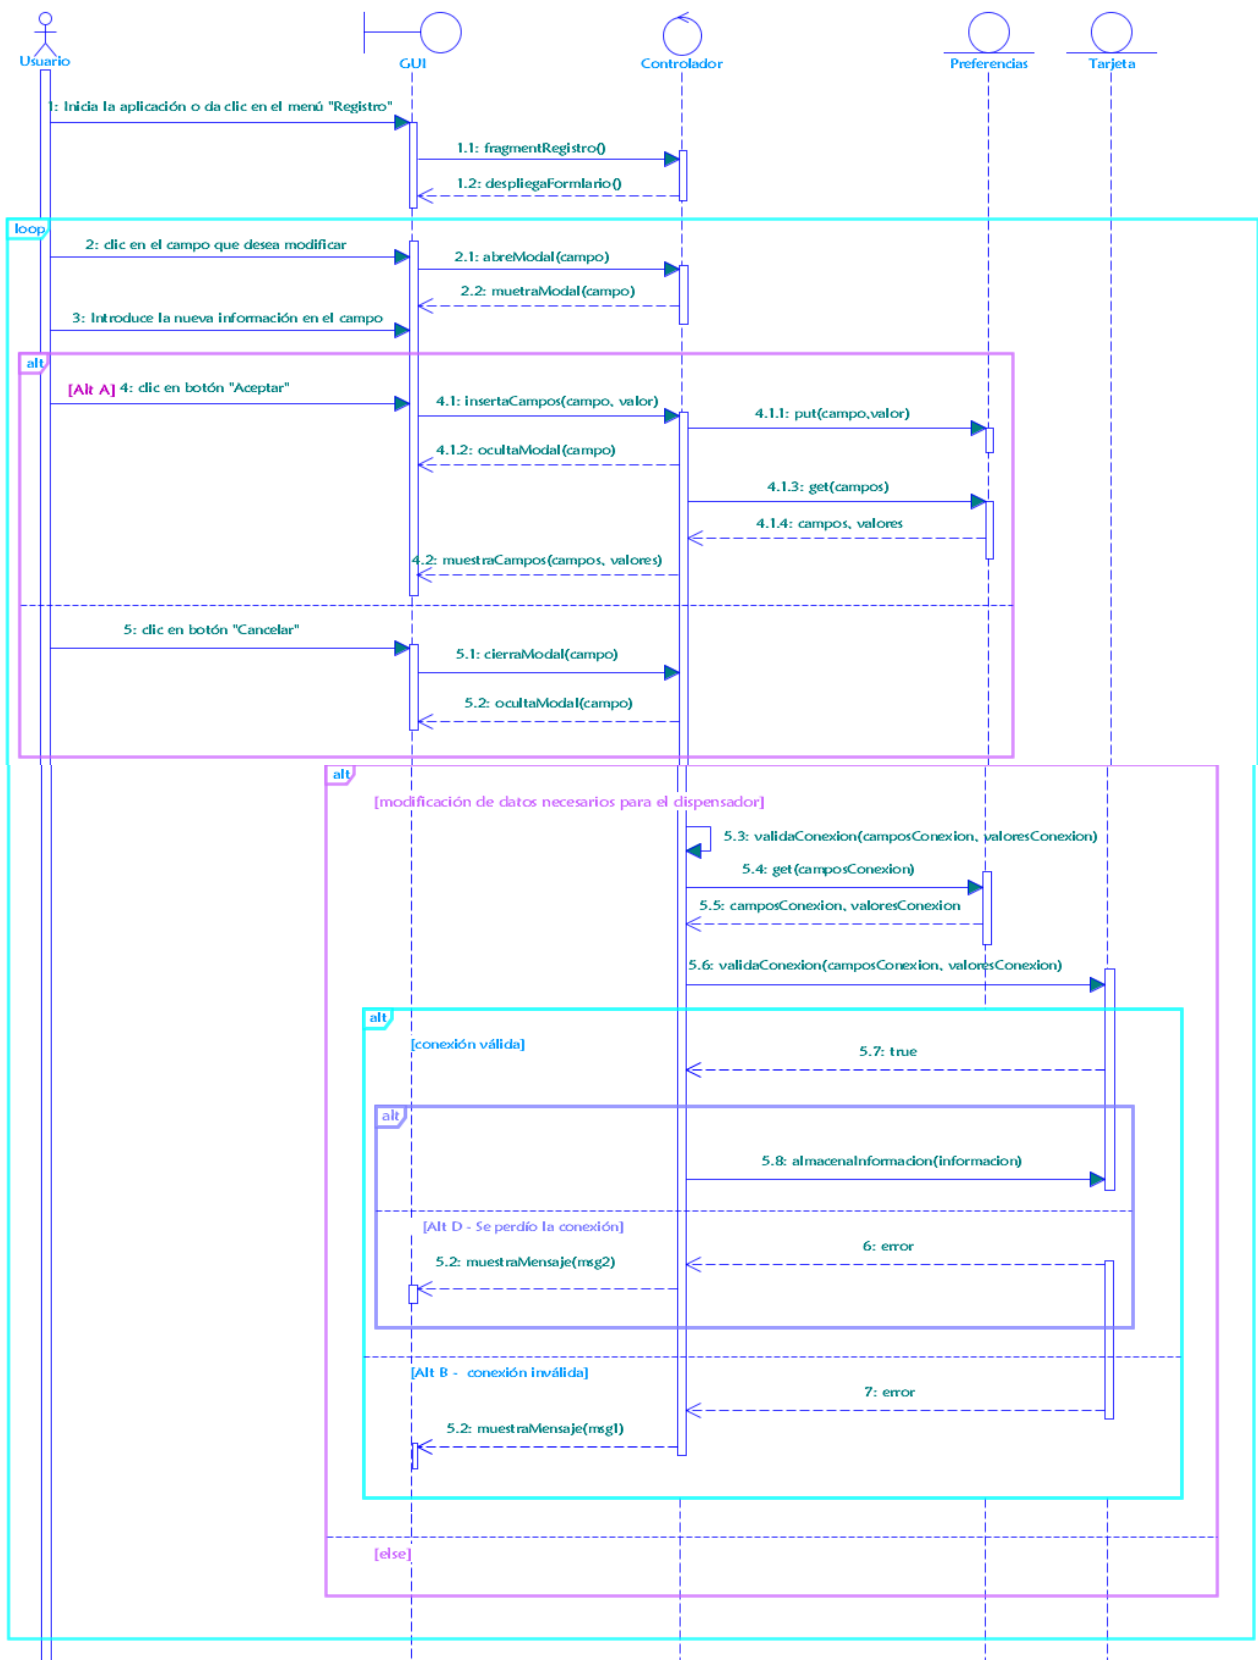 Usuario
GUI
Controlador
Preferencias
Tarjeta
1: Inicia la aplicación o da clic en el menú "Registro"
1.1: fragmentRegistro()
1.2: despliegaFormlario()
loop
2: clic en el campo que desea modificar
2.1: abreModal(campo)
2.2: muetraModal(campo)
3: Introduce la nueva información en el campo
alt
[Alt A] 4: clic en botón "Aceptar"
4.1: insertaCampos(campo, valor)
4.1.1: put(campo,valor)
4.1.2: ocultaModal(campo)
4.1.3: get(campos)
4.1.4: campos, valores
4.2: muestraCampos(campos, valores)
5: clic en botón "Cancelar"
5.1: cierraModal(campo)
5.2: ocultaModal(campo)
alt
[modificación de datos necesarios para el dispensador]
5.3: validaConexion(camposConexion, valoresConexion)
5.4: get(camposConexion)
5.5: camposConexion, valoresConexion
5.6: validaConexion(camposConexion, valoresConexion)
alt
[conexión válida]
5.7: true
alt
5.8: almacenaInformacion(informacion)
[Alt D - Se perdío la conexión]
6: error
5.2: muestraMensaje(msg2)
[Alt B - conexión inválida]
7: error
5.2: muestraMensaje(msg1)
[else]